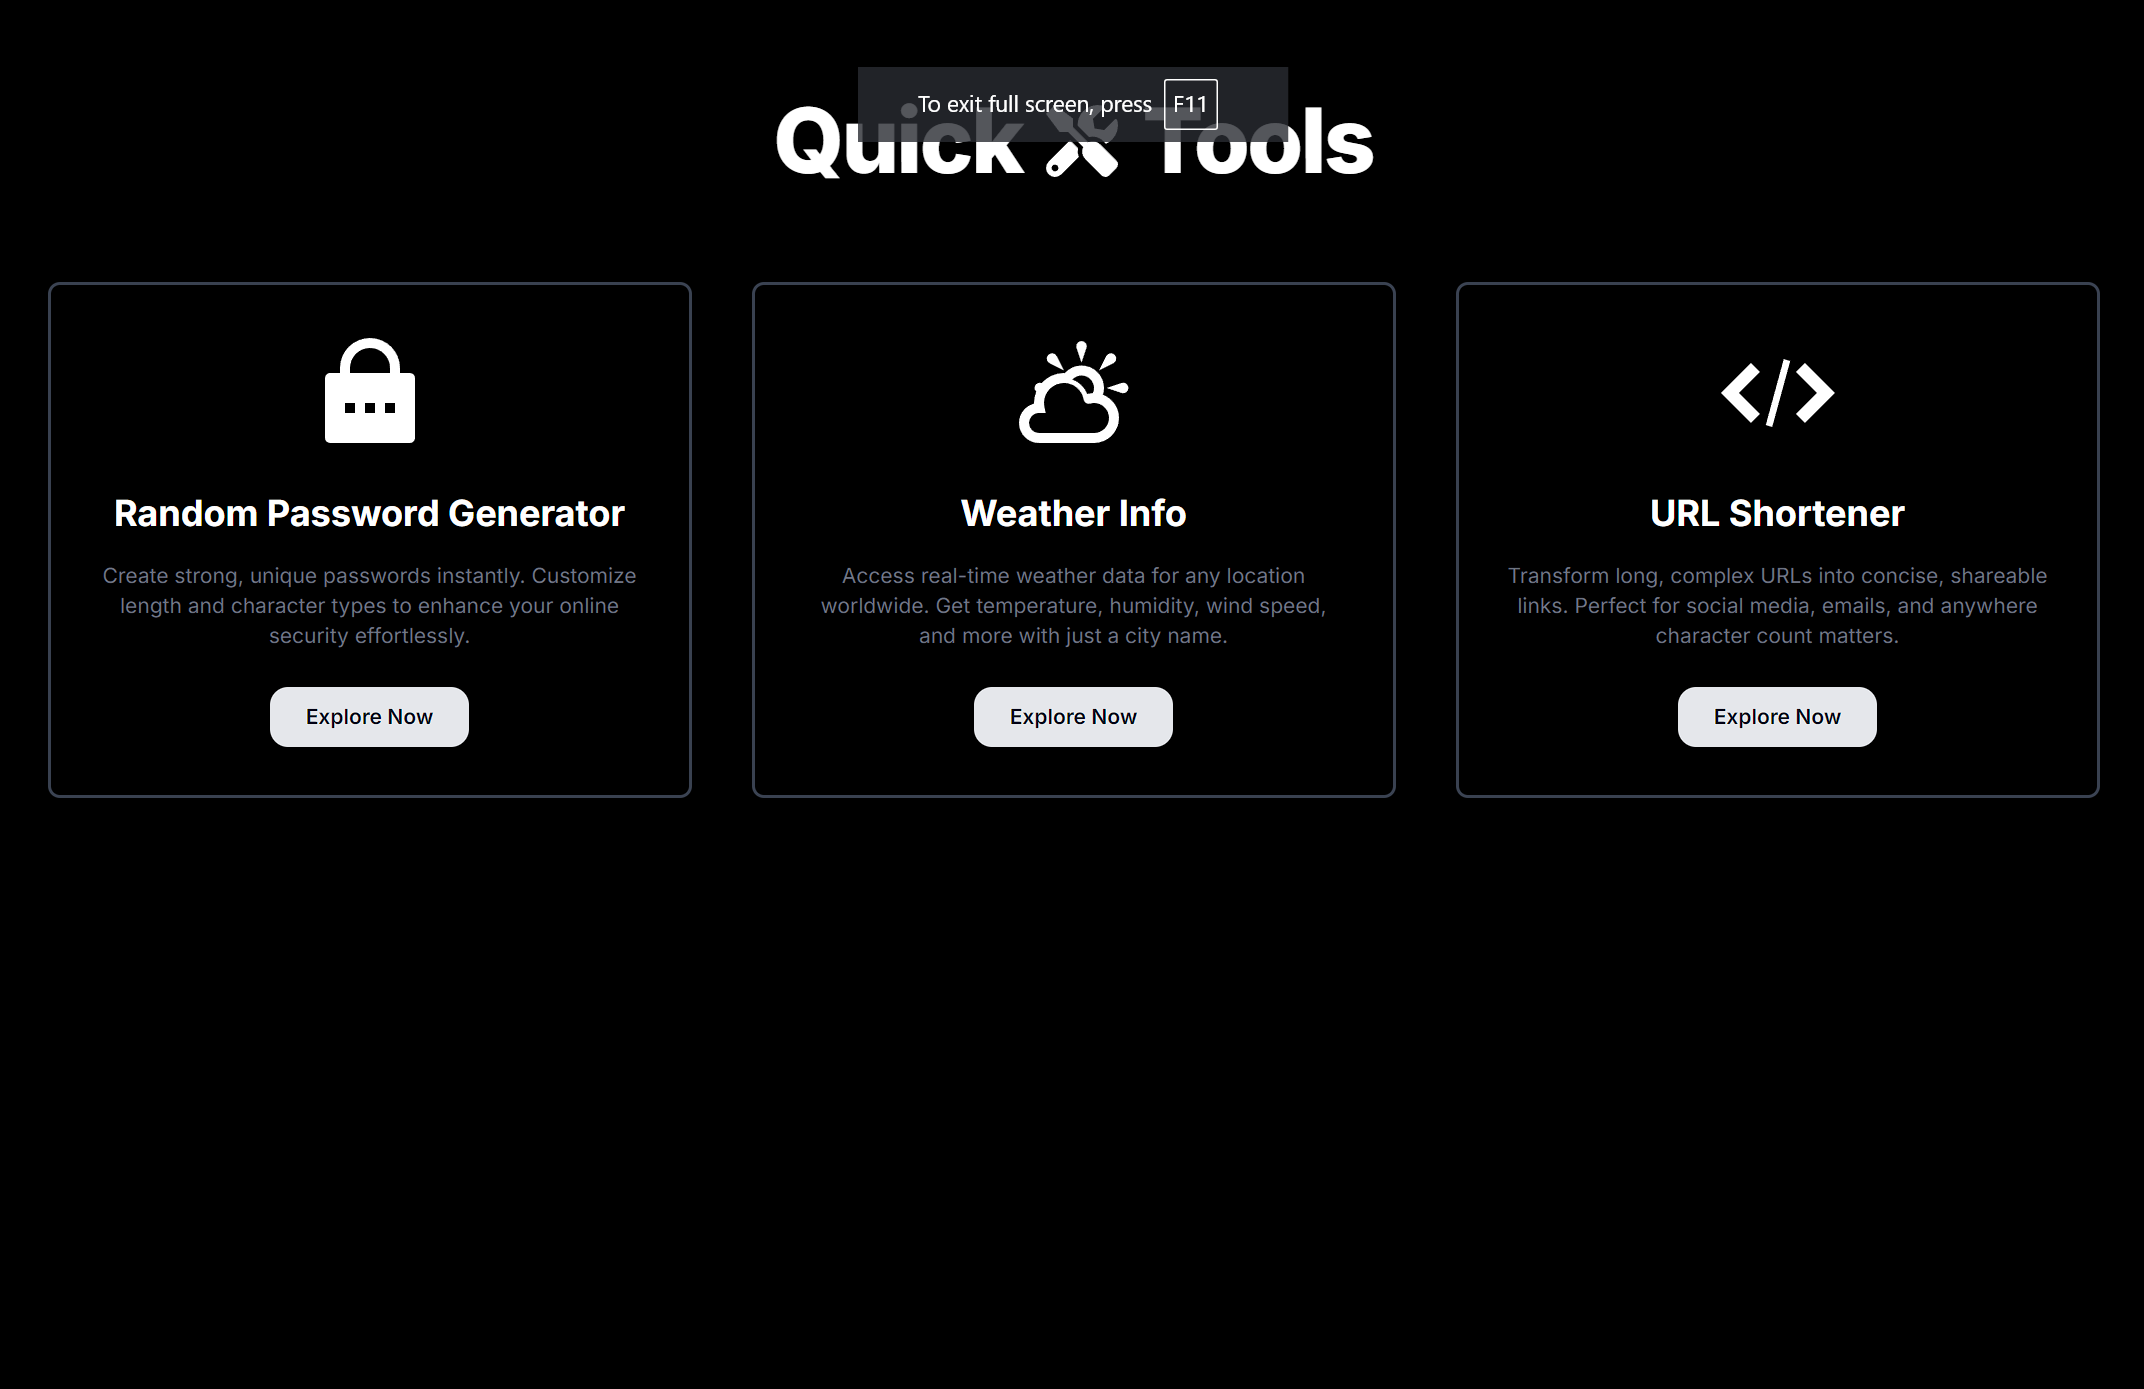 To exit full screen, press F11
Quick Tools
Random Password Generator
Create strong, unique passwords instantly. Customize
length and character types to enhance your online
security effortlessly.
Explore Now
Weather Info
Access real-time weather data for any location
worldwide. Get temperature, humidity, wind speed,
and more with just a city name.
Explore Now
URL Shortener
Transform long, complex URLs into concise, shareable
links. Perfect for social media, emails, and anywhere
character count matters.
Explore Now